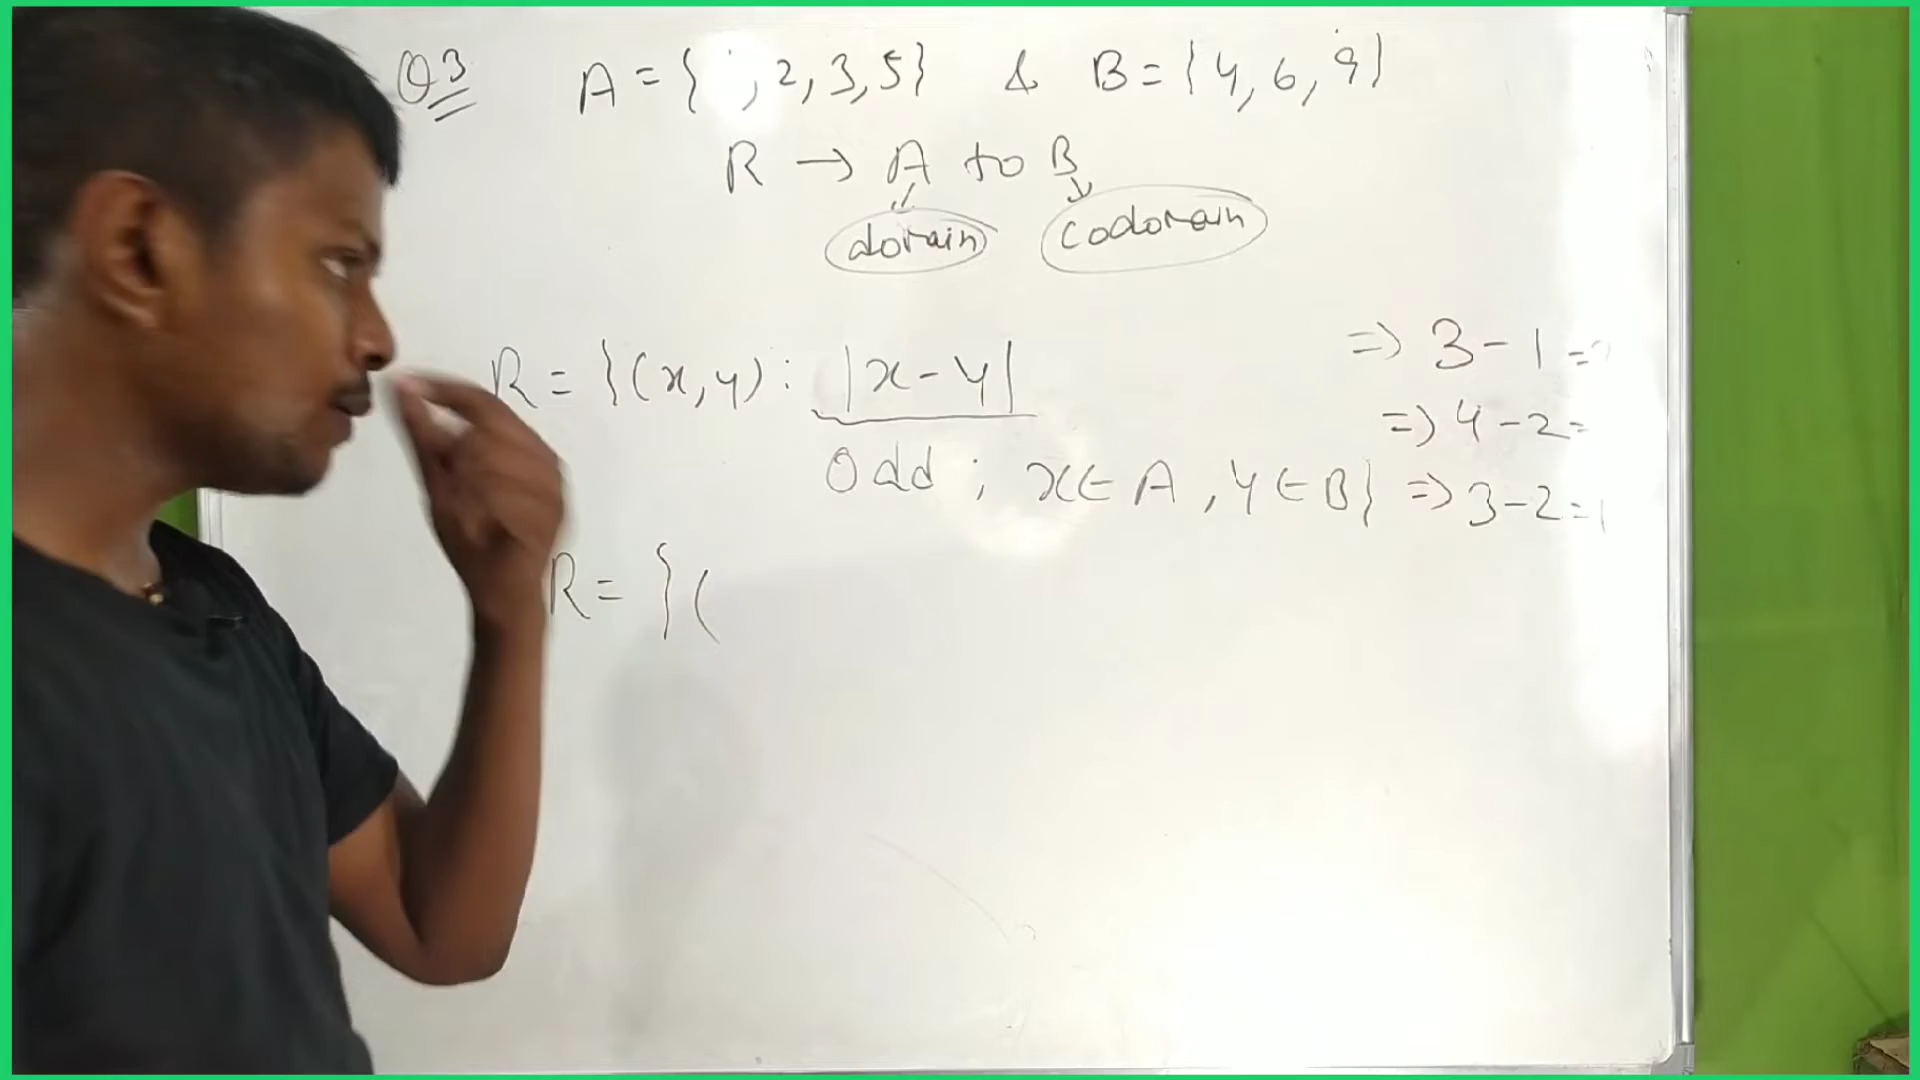 Q3 A = { , 2, 3, 5} & B = {4, 6, 9}
R → A to B
domain codomain
R = {(x, y) : |x - y|
odd ; x ∈ A , y ∈ B}
⇒ 3 - 1 =
⇒ 4 - 2 =
⇒ 3 - 2 = 1
R = {(